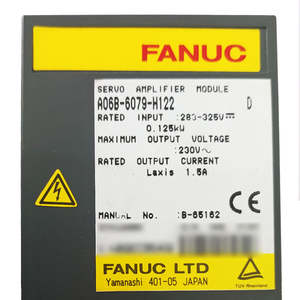 FANUC
SERVO AMPLIFIER MODULE
A06B-6079-H122 D
RATED INPUT :283-325V
0.125kW
MAXIMUM OUTPUT VOLTAGE
:230V~
RATED OUTPUT CURRENT
Laxis 1.5A
MANUAL No. :B-65162
FANUC LTD
Yamanashi 401-05 JAPAN